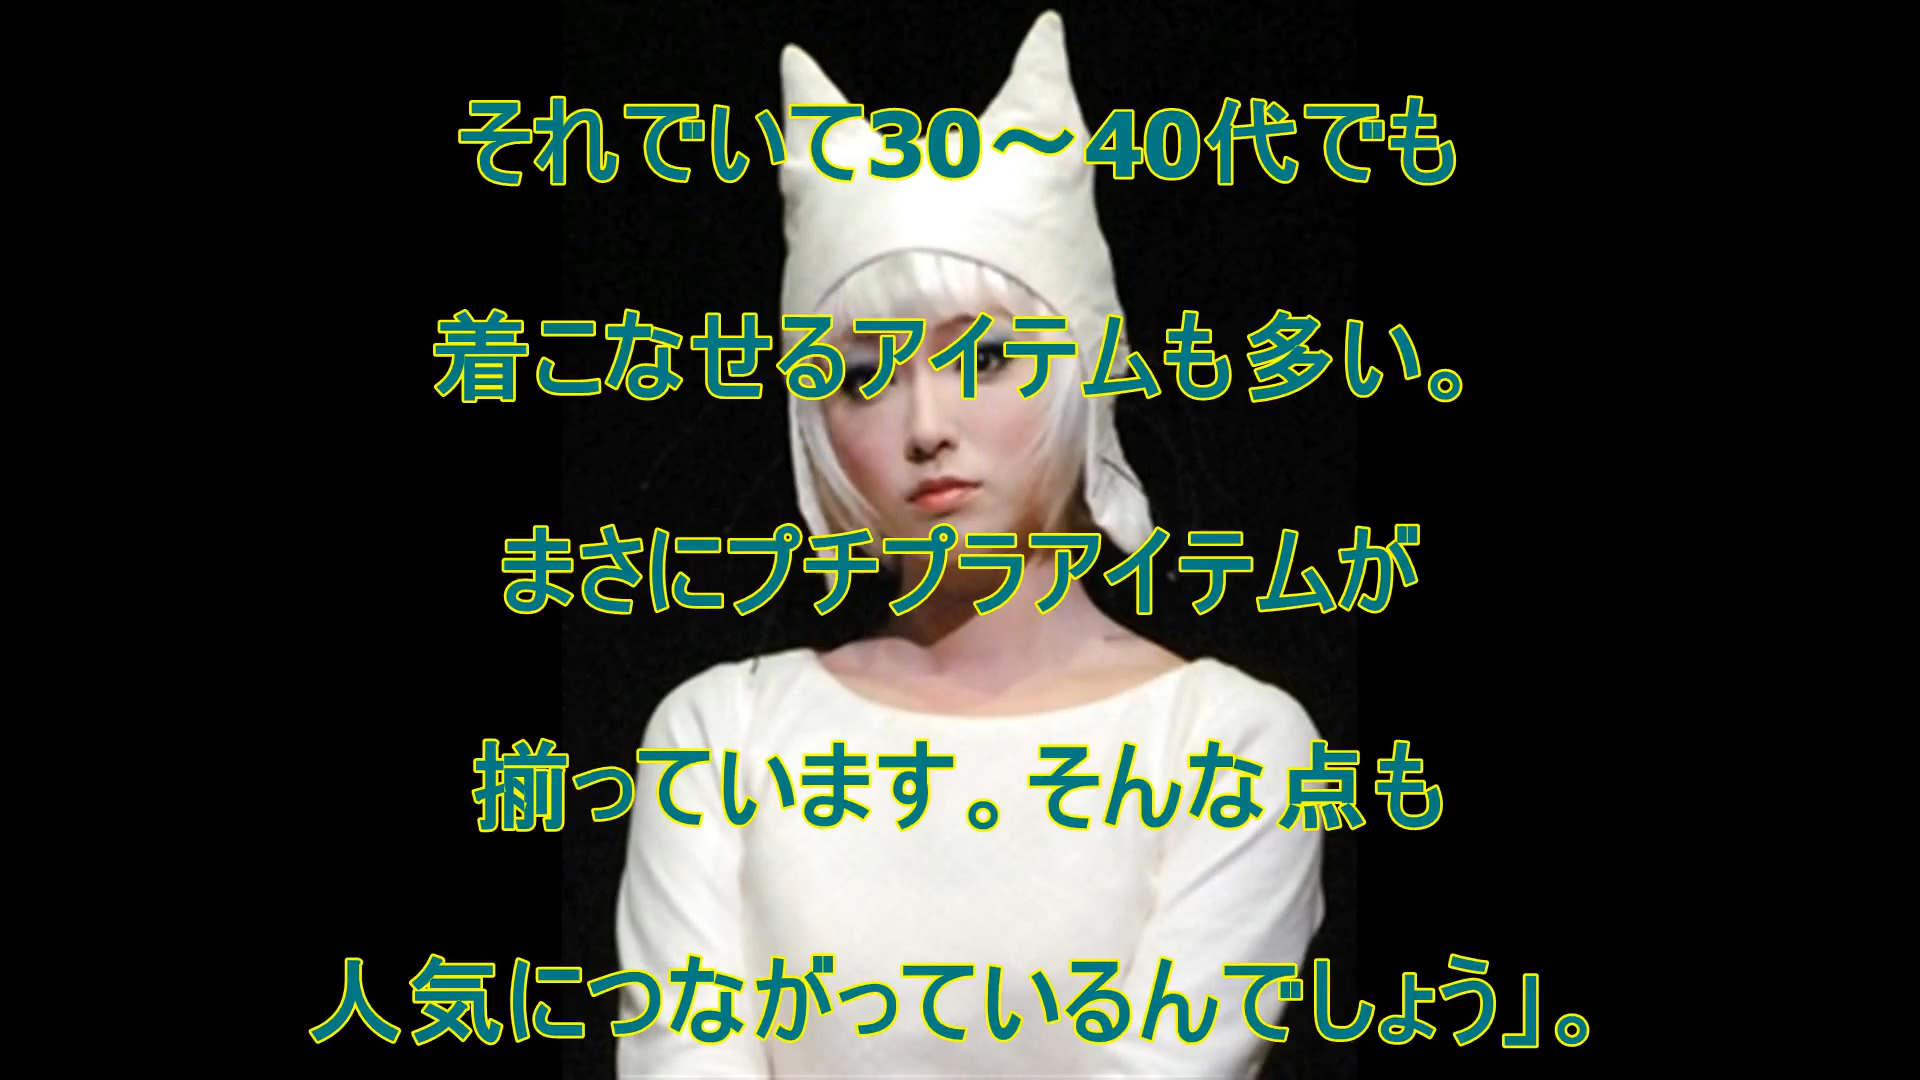 それでいて30～40代でも
着こなせるアイテムも多い。
まさにプチプラアイテムが
揃っています。そんな点も
人気につながっているんでしょう」。